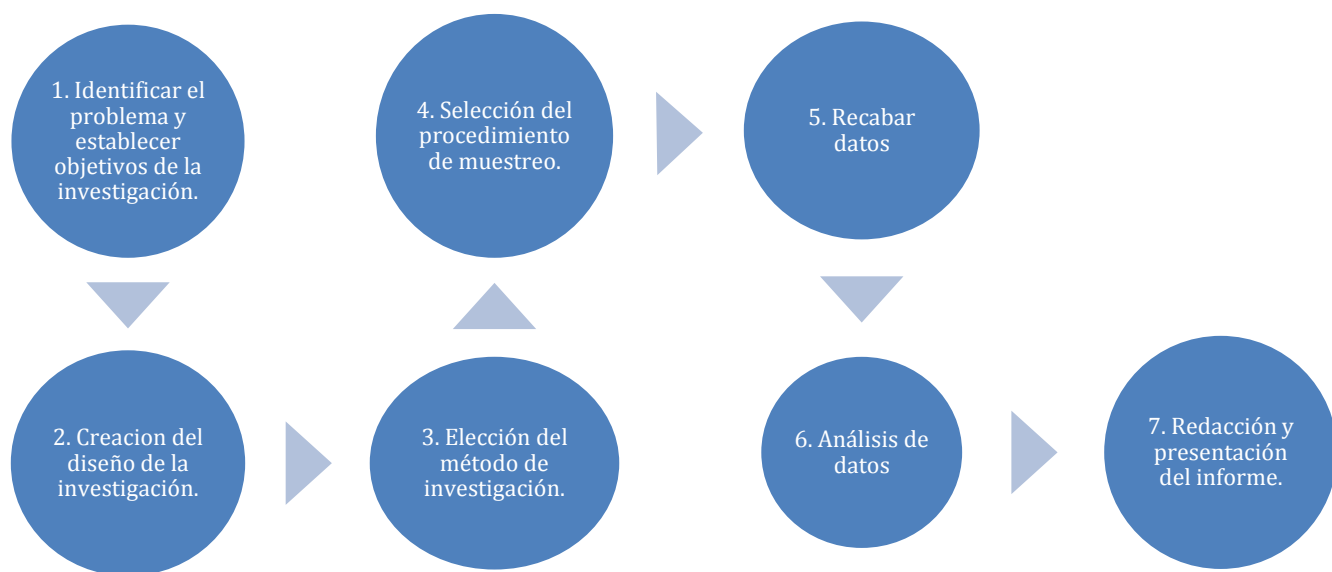 1. Identificar el
problema y
establecer
objetivos de la
investigación.
2. Creacion del
diseño de la
investigación.
3. Elección del
método de
investigación.
4. Selección del
procedimiento
de muestreo.
5. Recabar
datos
6. Análisis de
datos
7. Redacción y
presentación
del informe.